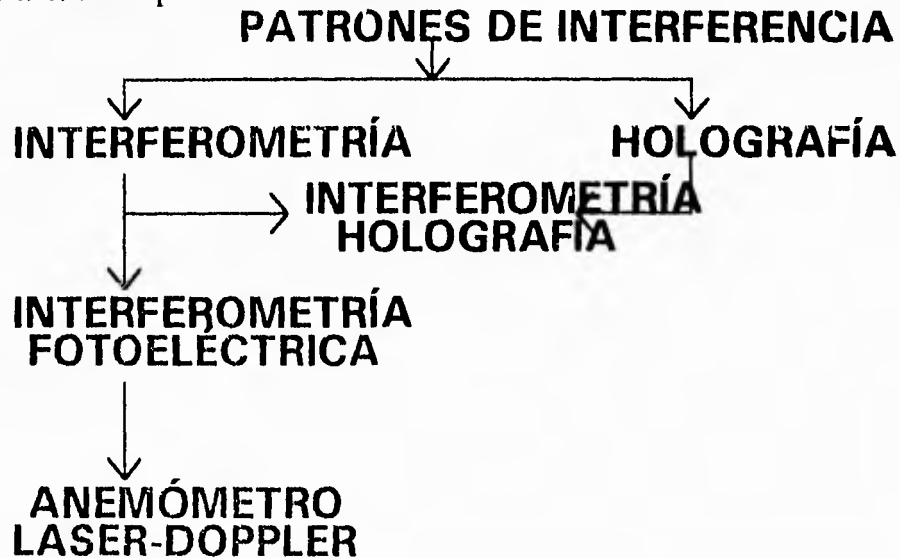 PATRONES DE INTERFERENCIA
INTERFEROMETRÍA
HOLOGRAFÍA
INTERFEROMETRÍA
HOLOGRAFÍA
INTERFEROMETRÍA
FOTOELÉCTRICA
ANEMÓMETRO
LASER-DOPPLER